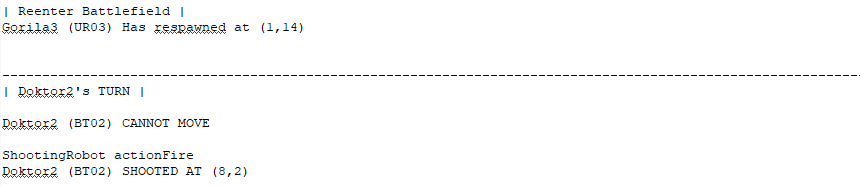 | Reenter Battlefield |
Gorila3 (UR03) Has respawned at (1,14)
------------------------------------------------------------------------------------------------------------
| Doktor2's TURN |
Doktor2 (BT02) CANNOT MOVE
ShootingRobot actionFire
Doktor2 (BT02) SHOOTED AT (8,2)